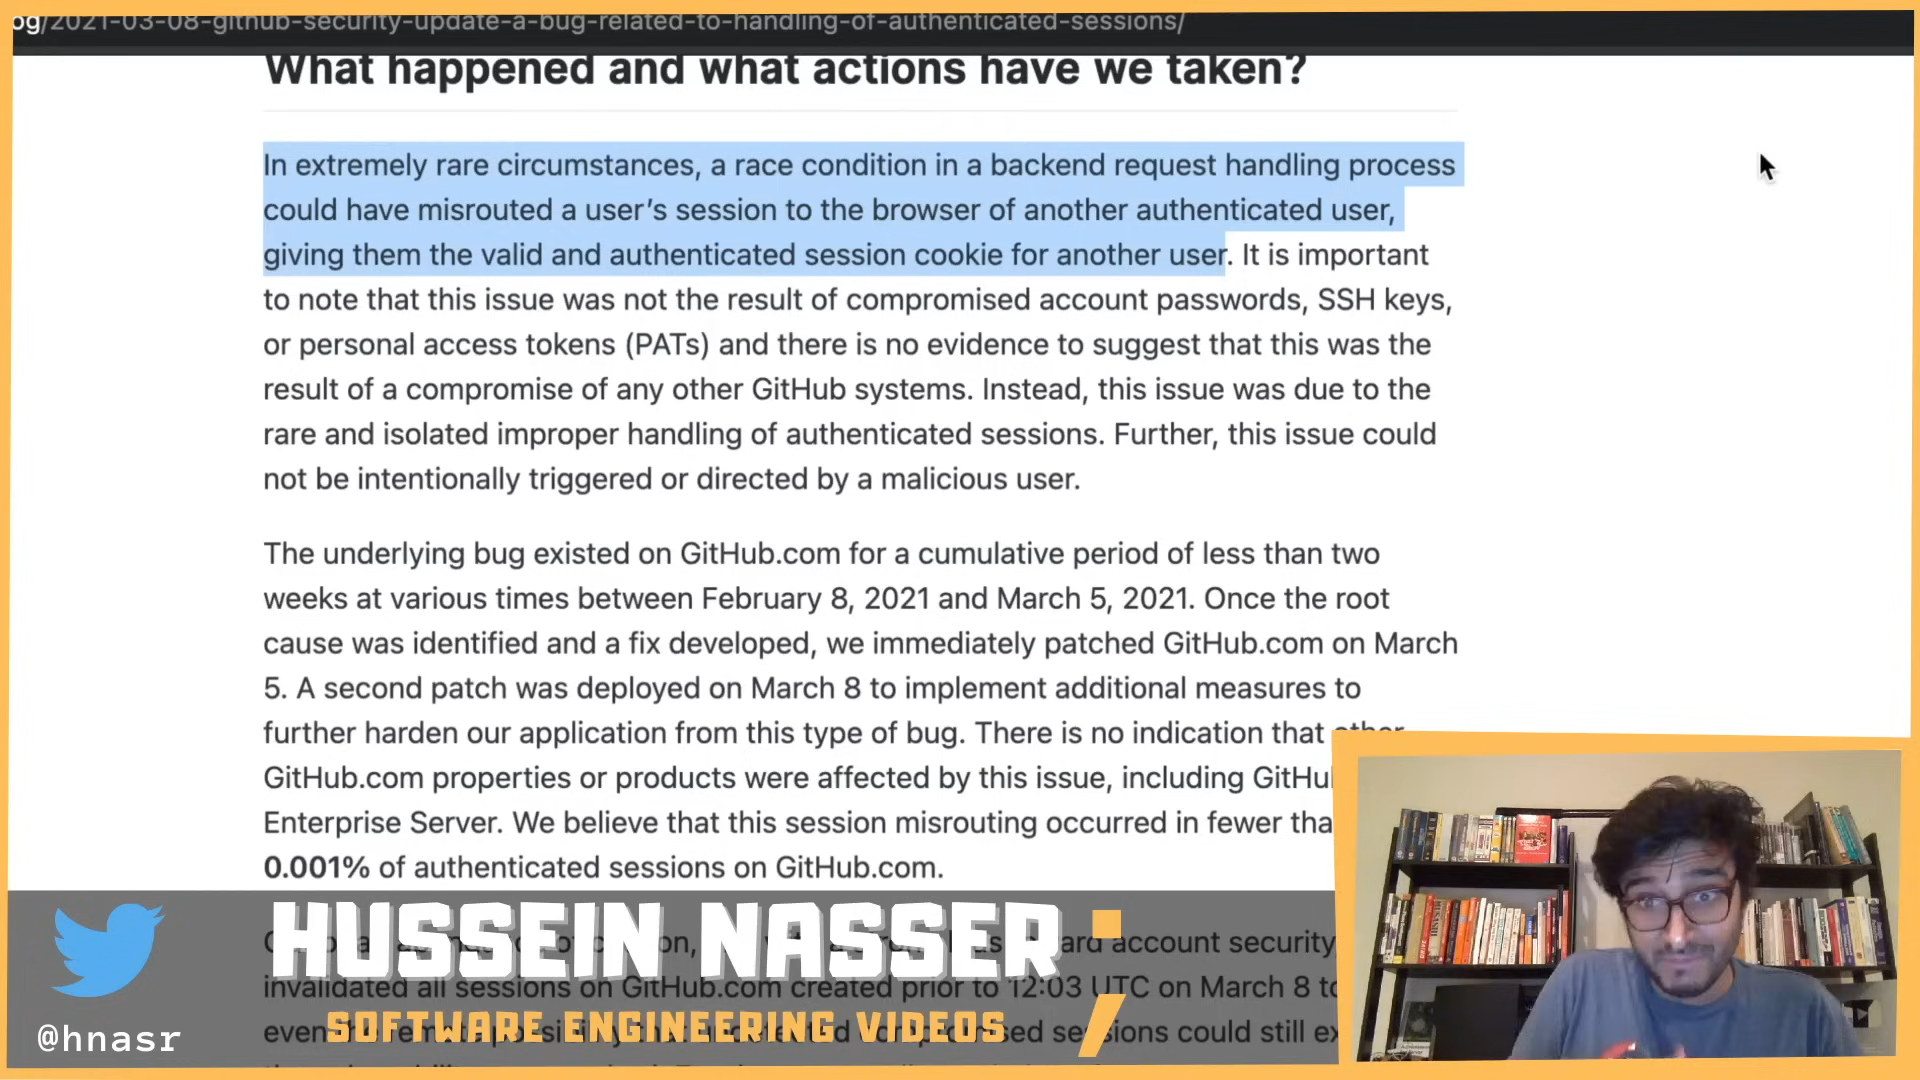 og/2021-03-08-github-security-update-a-bug-related-to-handling-of-authenticated-sessions/
What happened and what actions have we taken?
In extremely rare circumstances, a race condition in a backend request handling process
could have misrouted a user's session to the browser of another authenticated user,
giving them the valid and authenticated session cookie for another user. It is important
to note that this issue was not the result of compromised account passwords, SSH keys,
or personal access tokens (PATs) and there is no evidence to suggest that this was the
result of a compromise of any other GitHub systems. Instead, this issue was due to the
rare and isolated improper handling of authenticated sessions. Further, this issue could
not be intentionally triggered or directed by a malicious user.
The underlying bug existed on GitHub.com for a cumulative period of less than two
weeks at various times between February 8, 2021 and March 5, 2021. Once the root
cause was identified and a fix developed, we immediately patched GitHub.com on March
5. A second patch was deployed on March 8 to implement additional measures to
further harden our application from this type of bug. There is no indication that other
GitHub.com properties or products were affected by this issue, including GitHu
Enterprise Server. We believe that this session misrouting occurred in fewer tha
0.001% of authenticated sessions on GitHub.com.
account security,
invalidated all sessions on GitHub.com created prior to 12:03 UTC on March 8 to
sessions could still ex
HUSSEIN NASSER;
SOFTWARE ENGINEERING VIDEOS
@hnasr